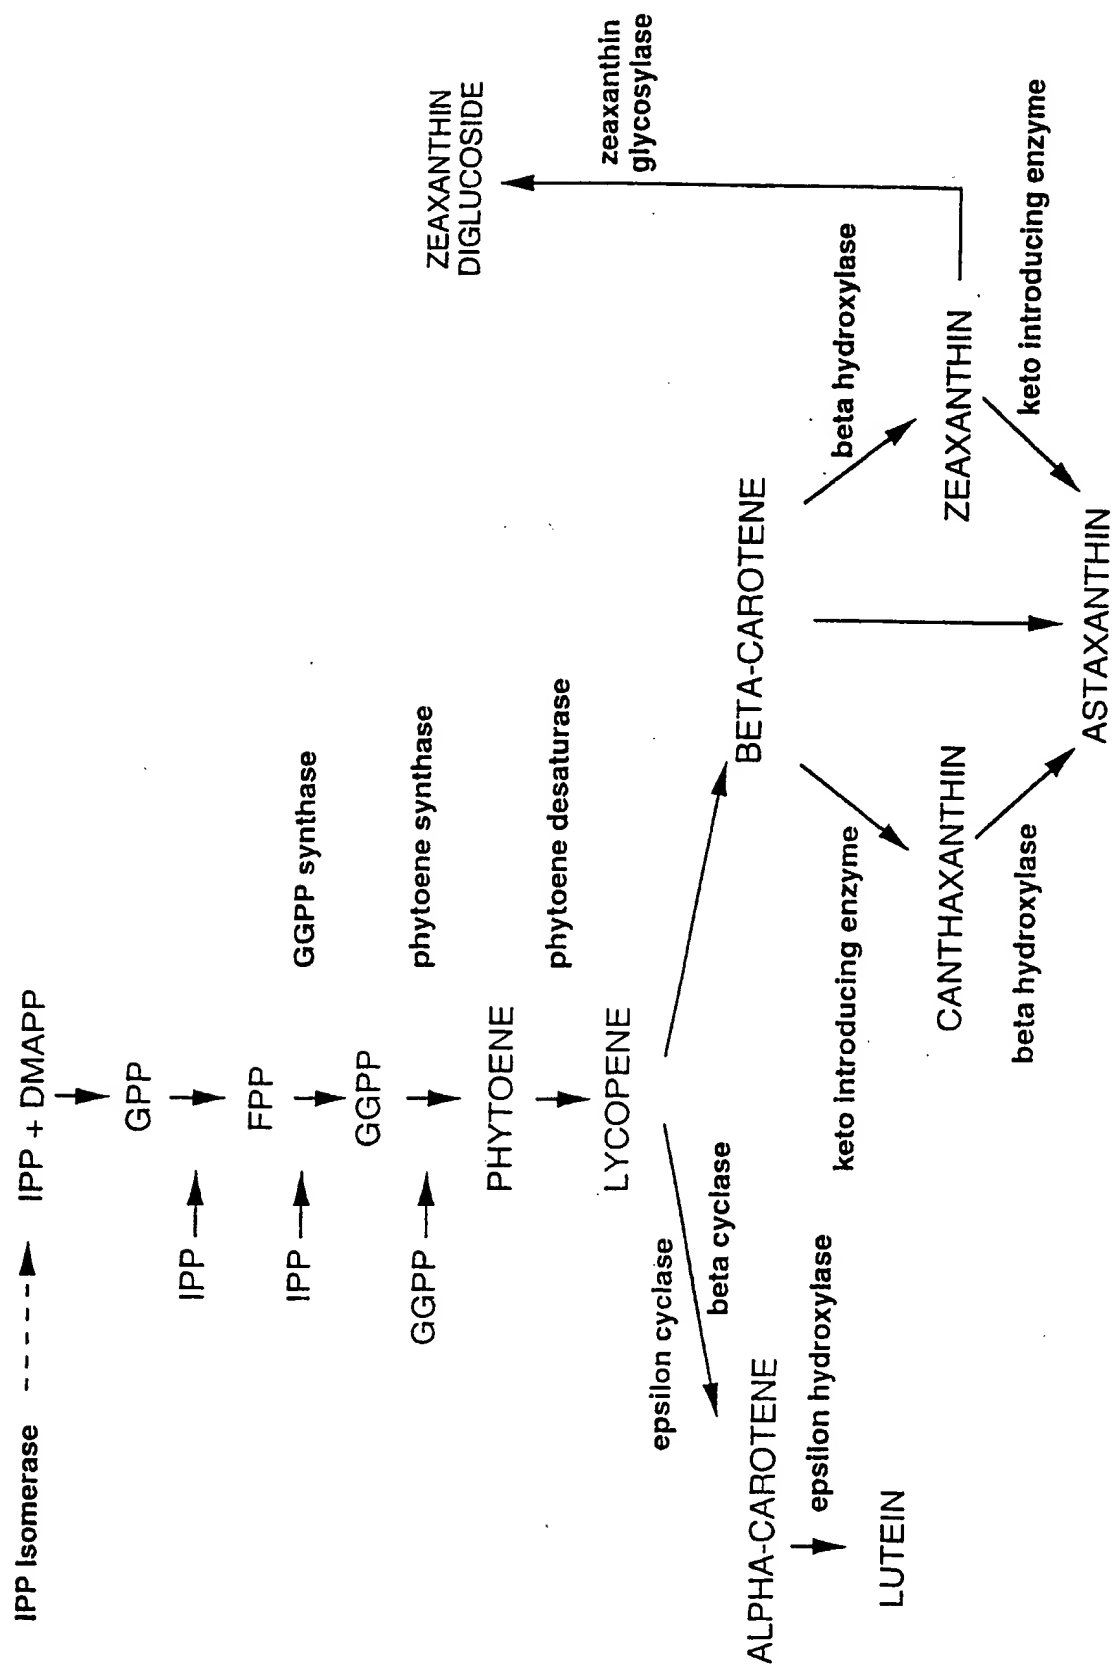 IPP Isomerase
IPP + DMAPP
GPP
IPP
FPP
IPP
GGPP synthase
GGPP
GGPP
phytoene synthase
PHYTOENE
phytoene desaturase
LYCOPENE
epsilon cyclase
beta cyclase
ALPHA-CAROTENE
epsilon hydroxylase
LUTEIN
BETA-CAROTENE
keto introducing enzyme
CANTHAXANTHIN
beta hydroxylase
beta hydroxylase
ZEAXANTHIN
keto introducing enzyme
ASTAXANTHIN
ZEAXANTHIN
DIGLUCOSIDE
zeaxanthin
glycosylase